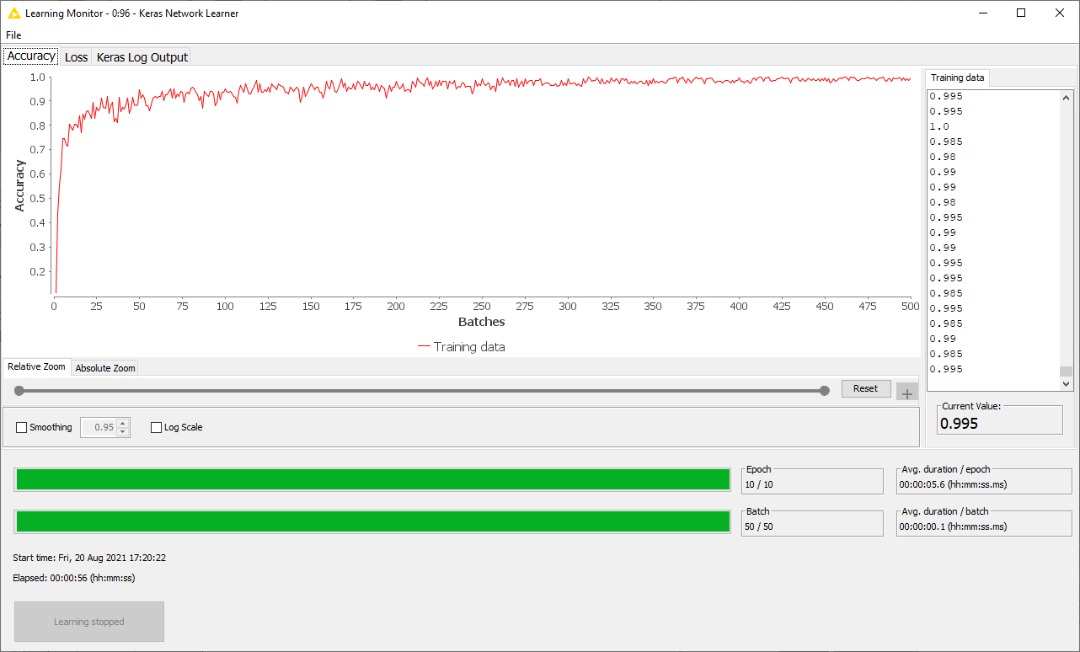 Learning Monitor - 0:96 - Keras Network Learner
File
Accuracy Loss Keras Log Output
1.0
0.9
0.8
0.7
0.6
0.5
0.4
0.3
0.2
Accuracy
0 25 50 75 100 125 150 175 200 225 250 275 300 325 350 375 400 425 450 475 500
Batches
Training data
Training data
0.995
0.995
1.0
0.985
0.98
0.99
0.99
0.98
0.995
0.99
0.99
0.995
0.995
0.985
0.995
0.985
0.99
0.985
0.995
Current Value:
0.995
Relative Zoom Absolute Zoom
Reset +
Smoothing 0.95 Log Scale
Epoch
10 / 10
Avg. duration / epoch
00:00:05.6 (hh:mm:ss.ms)
Batch
50 / 50
Avg. duration / batch
00:00:00.1 (hh:mm:ss.ms)
Start time: Fri, 20 Aug 2021 17:20:22
Elapsed: 00:00:56 (hh:mm:ss)
Learning stopped